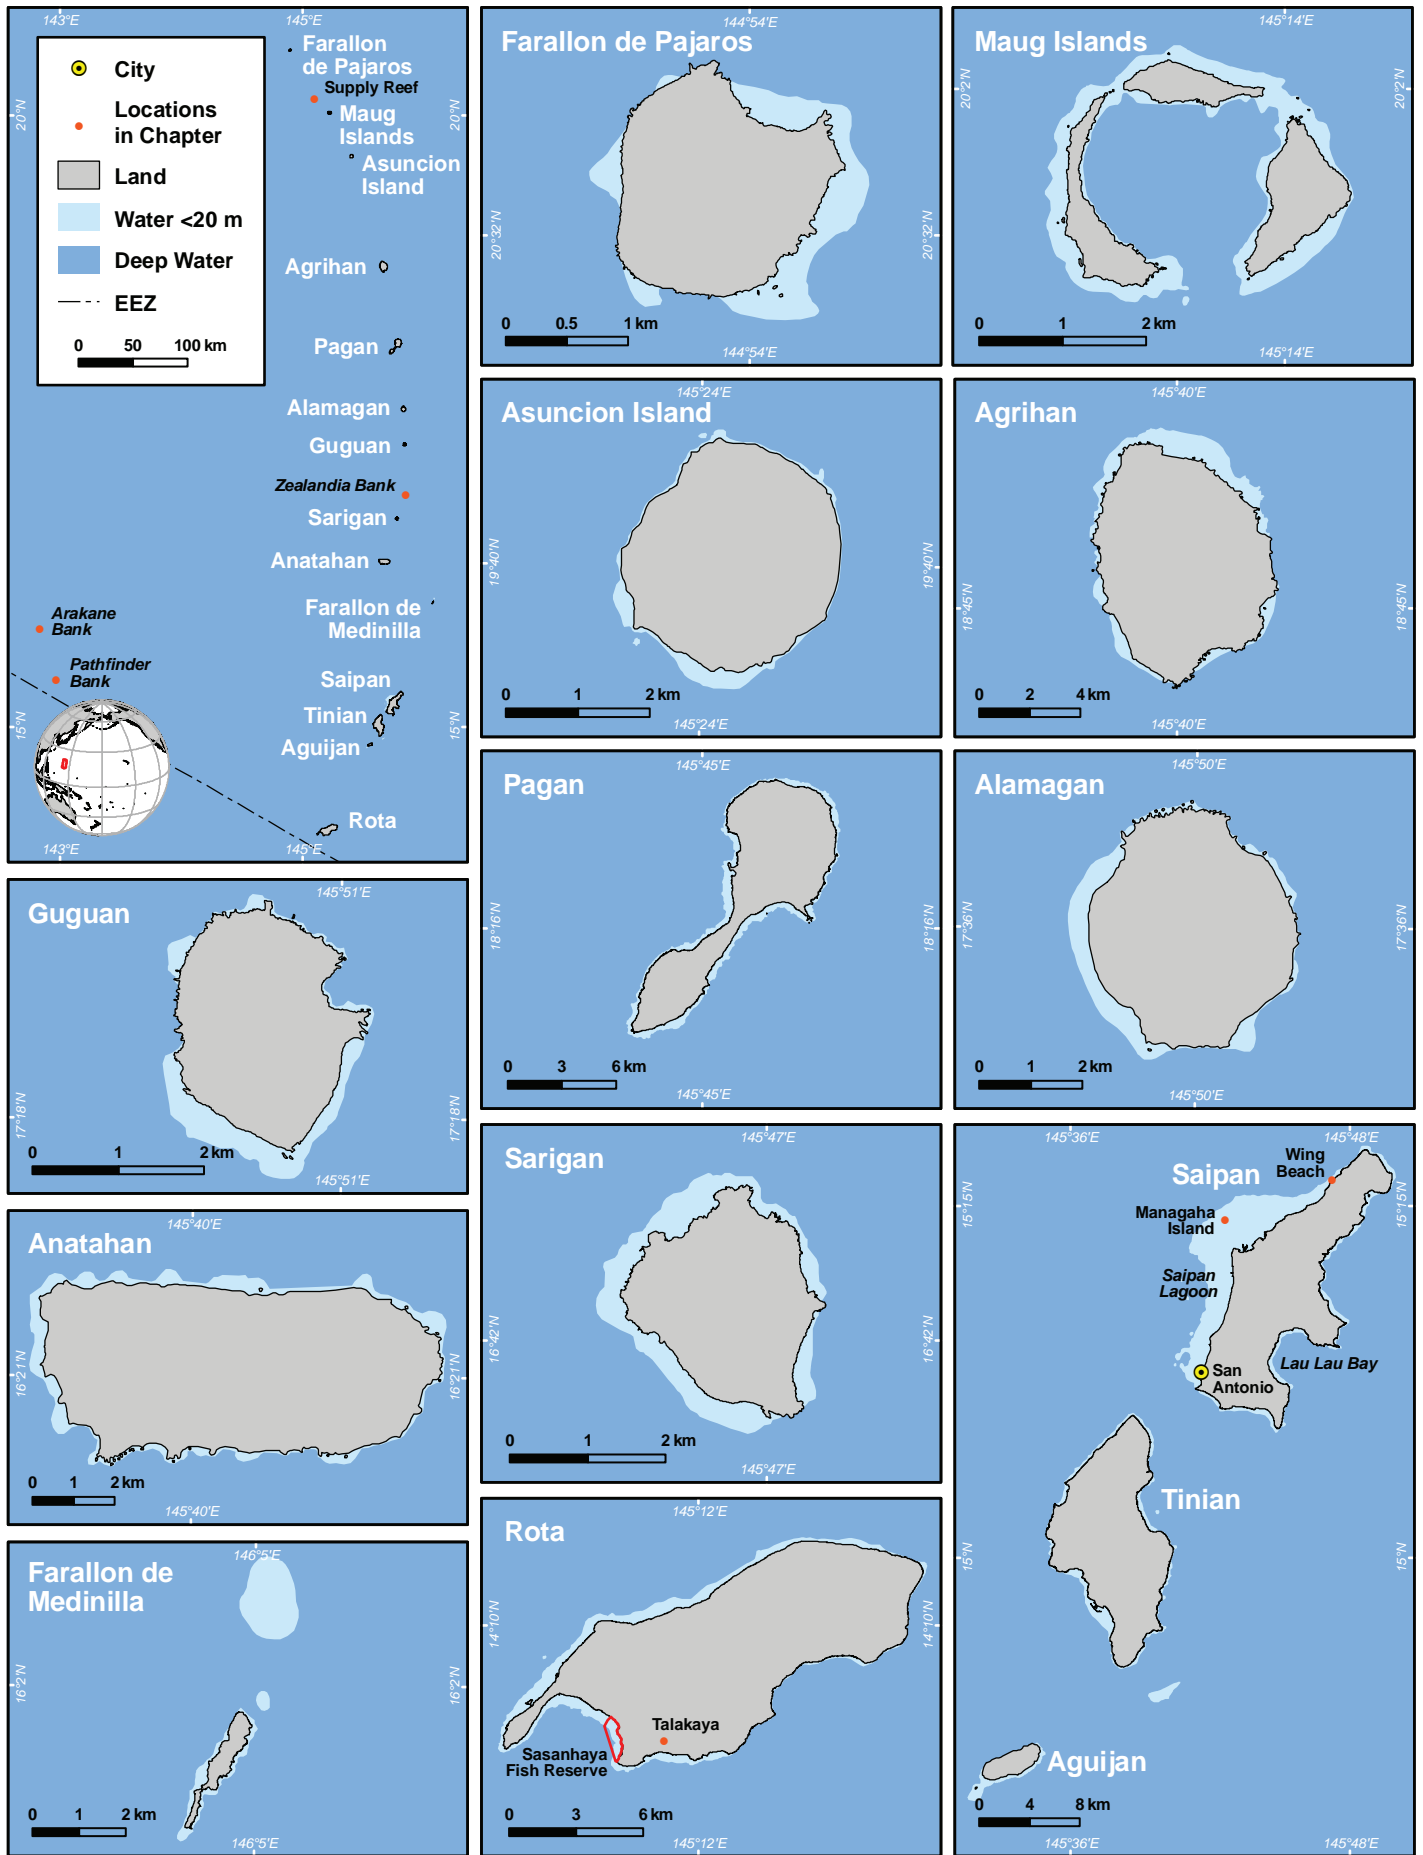 143°E
145°E
City
Locations
in Chapter
Land
Water <20 m
Deep Water
EEZ
0 50 100 km
Farallon
de Pajaros
Supply Reef
20°N
20°N
Maug
Islands
Asuncion
Island
Agrihan
Pagan
Alamagan
Guguan
Zealandia Bank
Sarigan
Anatahan
Farallon de
Medinilla
Arakane
Bank
Pathfinder
Bank
Saipan
Tinian
Aguijan
15°N
15°N
Rota
143°E
145°E
144°54'E
Farallon de Pajaros
20°32'N
20°32'N
0 0.5 1 km
144°54'E
145°14'E
Maug Islands
20°2'N
20°2'N
0 1 2 km
145°14'E
145°24'E
Asuncion Island
19°40'N
19°40'N
0 1 2 km
145°24'E
145°40'E
Agrihan
18°45'N
18°45'N
0 2 4 km
145°40'E
145°45'E
Pagan
18°16'N
18°16'N
0 3 6 km
145°45'E
145°50'E
Alamagan
17°36'N
17°36'N
0 1 2 km
145°50'E
145°51'E
Guguan
17°18'N
17°18'N
0 1 2 km
145°51'E
145°47'E
Sarigan
16°42'N
16°42'N
0 1 2 km
145°47'E
145°40'E
Anatahan
16°21'N
16°21'N
0 1 2 km
145°40'E
146°5'E
Farallon de
Medinilla
16°2'N
16°2'N
0 1 2 km
146°5'E
145°12'E
Rota
14°10'N
14°10'N
Talakaya
Sasanhaya
Fish Reserve
0 3 6 km
145°12'E
145°36'E
145°48'E
Wing
Beach
Saipan
15°15'N
15°15'N
Managaha
Island
Saipan
Lagoon
Lau Lau Bay
San
Antonio
Tinian
15°N
15°N
Aguijan
0 4 8 km
145°36'E
145°48'E